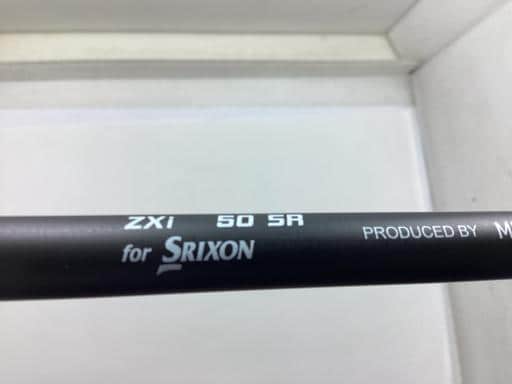 ZXi 50 SR
for SRIXON
PRODUCED BY